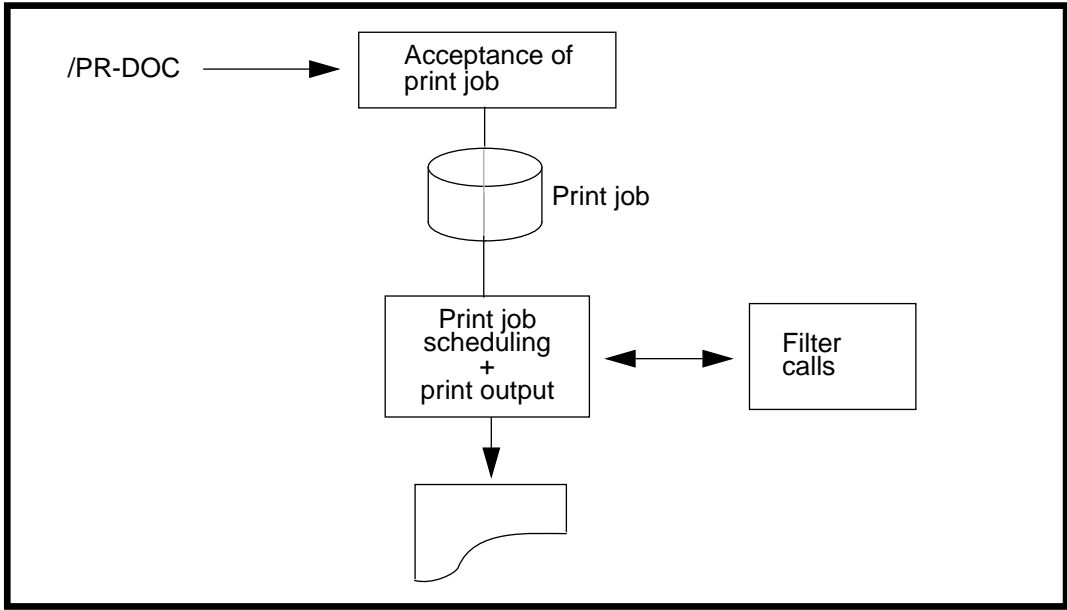 /PR-DOC
Acceptance of
print job
Print job
Print job
scheduling
+
print output
Filter
calls